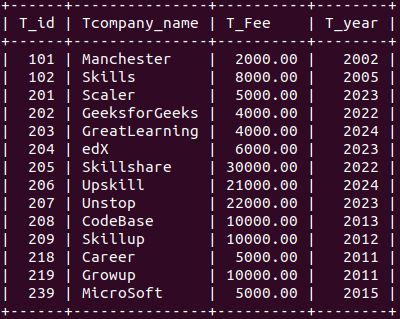 +------+---------------+----------+--------+
| T_id | Tcompany_name | T_Fee    | T_year |
+------+---------------+----------+--------+
|  101 | Manchester    |  2000.00 |   2002 |
|  102 | Skills        |  8000.00 |   2005 |
|  201 | Scaler        |  5000.00 |   2023 |
|  202 | GeeksforGeeks |  4000.00 |   2022 |
|  203 | GreatLearning |  4000.00 |   2024 |
|  204 | edX           |  6000.00 |   2023 |
|  205 | Skillshare    | 30000.00 |   2022 |
|  206 | Upskill       | 21000.00 |   2024 |
|  207 | Unstop        | 22000.00 |   2023 |
|  208 | CodeBase      | 10000.00 |   2013 |
|  209 | Skillup       | 10000.00 |   2012 |
|  218 | Career        |  5000.00 |   2011 |
|  219 | Growup        | 10000.00 |   2011 |
|  239 | MicroSoft     |  5000.00 |   2015 |
+------+---------------+----------+--------+